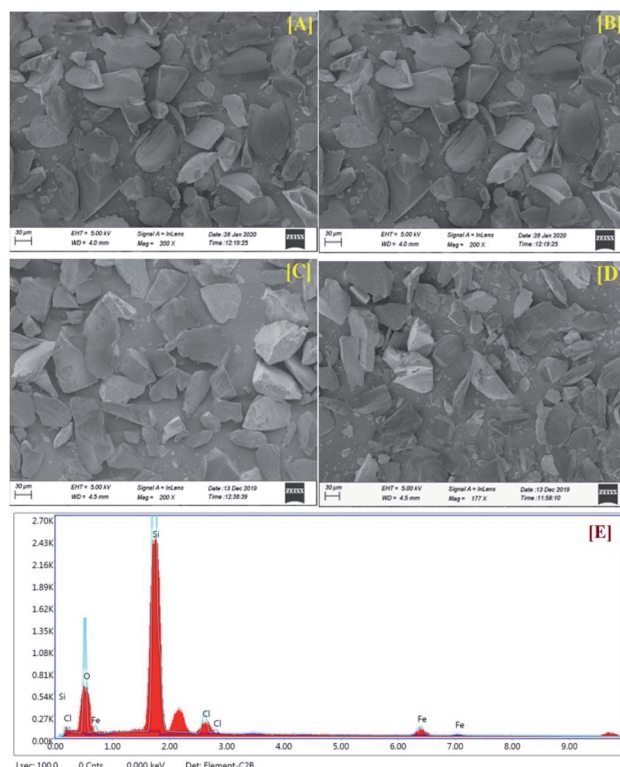 [A]
[B]
30 µm EHT = 5.00 kV Signal A = InLens Date :28 Jan 2020 ZEISS
WD = 4.0 mm Mag = 200 X Time :12:19:25
30 µm EHT = 5.00 kV Signal A = InLens Date :28 Jan 2020 ZEISS
WD = 4.0 mm Mag = 200 X Time :12:19:25
[C]
[D]
30 µm EHT = 5.00 kV Signal A = InLens Date :13 Dec 2019 ZEISS
WD = 4.5 mm Mag = 200 X Time :12:38:39
30 µm EHT = 5.00 kV Signal A = InLens Date :13 Dec 2019 ZEISS
WD = 4.5 mm Mag = 177 X Time :11:58:10
[E]
2.70K
2.43K
2.16K
1.89K
1.62K
1.35K
1.08K
0.81K
0.54K
0.27K
0.00K
Si
O
Si
Cl
Fe
Cl
Cl
Fe
Fe
0.00 1.00 2.00 3.00 4.00 5.00 6.00 7.00 8.00 9.00
Lsec: 100.0 0 Cnts 0.000 keV Det: Element-C2B